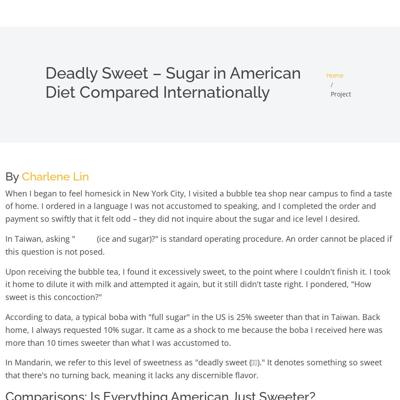 Deadly Sweet – Sugar in American
Diet Compared Internationally
Home
/
Project
By Charlene Lin
When I began to feel homesick in New York City, I visited a bubble tea shop near campus to find a taste
of home. I ordered in a language I was not accustomed to speaking, and I completed the order and
payment so swiftly that it felt odd – they did not inquire about the sugar and ice level I desired.
In Taiwan, asking " (ice and sugar)?" is standard operating procedure. An order cannot be placed if
this question is not posed.
Upon receiving the bubble tea, I found it excessively sweet, to the point where I couldn't finish it. I took
it home to dilute it with milk and attempted it again, but it still didn't taste right. I pondered, "How
sweet is this concoction?"
According to data, a typical boba with "full sugar" in the US is 25% sweeter than that in Taiwan. Back
home, I always requested 10% sugar. It came as a shock to me because the boba I received here was
more than 10 times sweeter than what I was accustomed to.
In Mandarin, we refer to this level of sweetness as "deadly sweet ()." It denotes something so sweet
that there's no turning back, meaning it lacks any discernible flavor.
Comparisons: Is Everything American Just Sweeter?